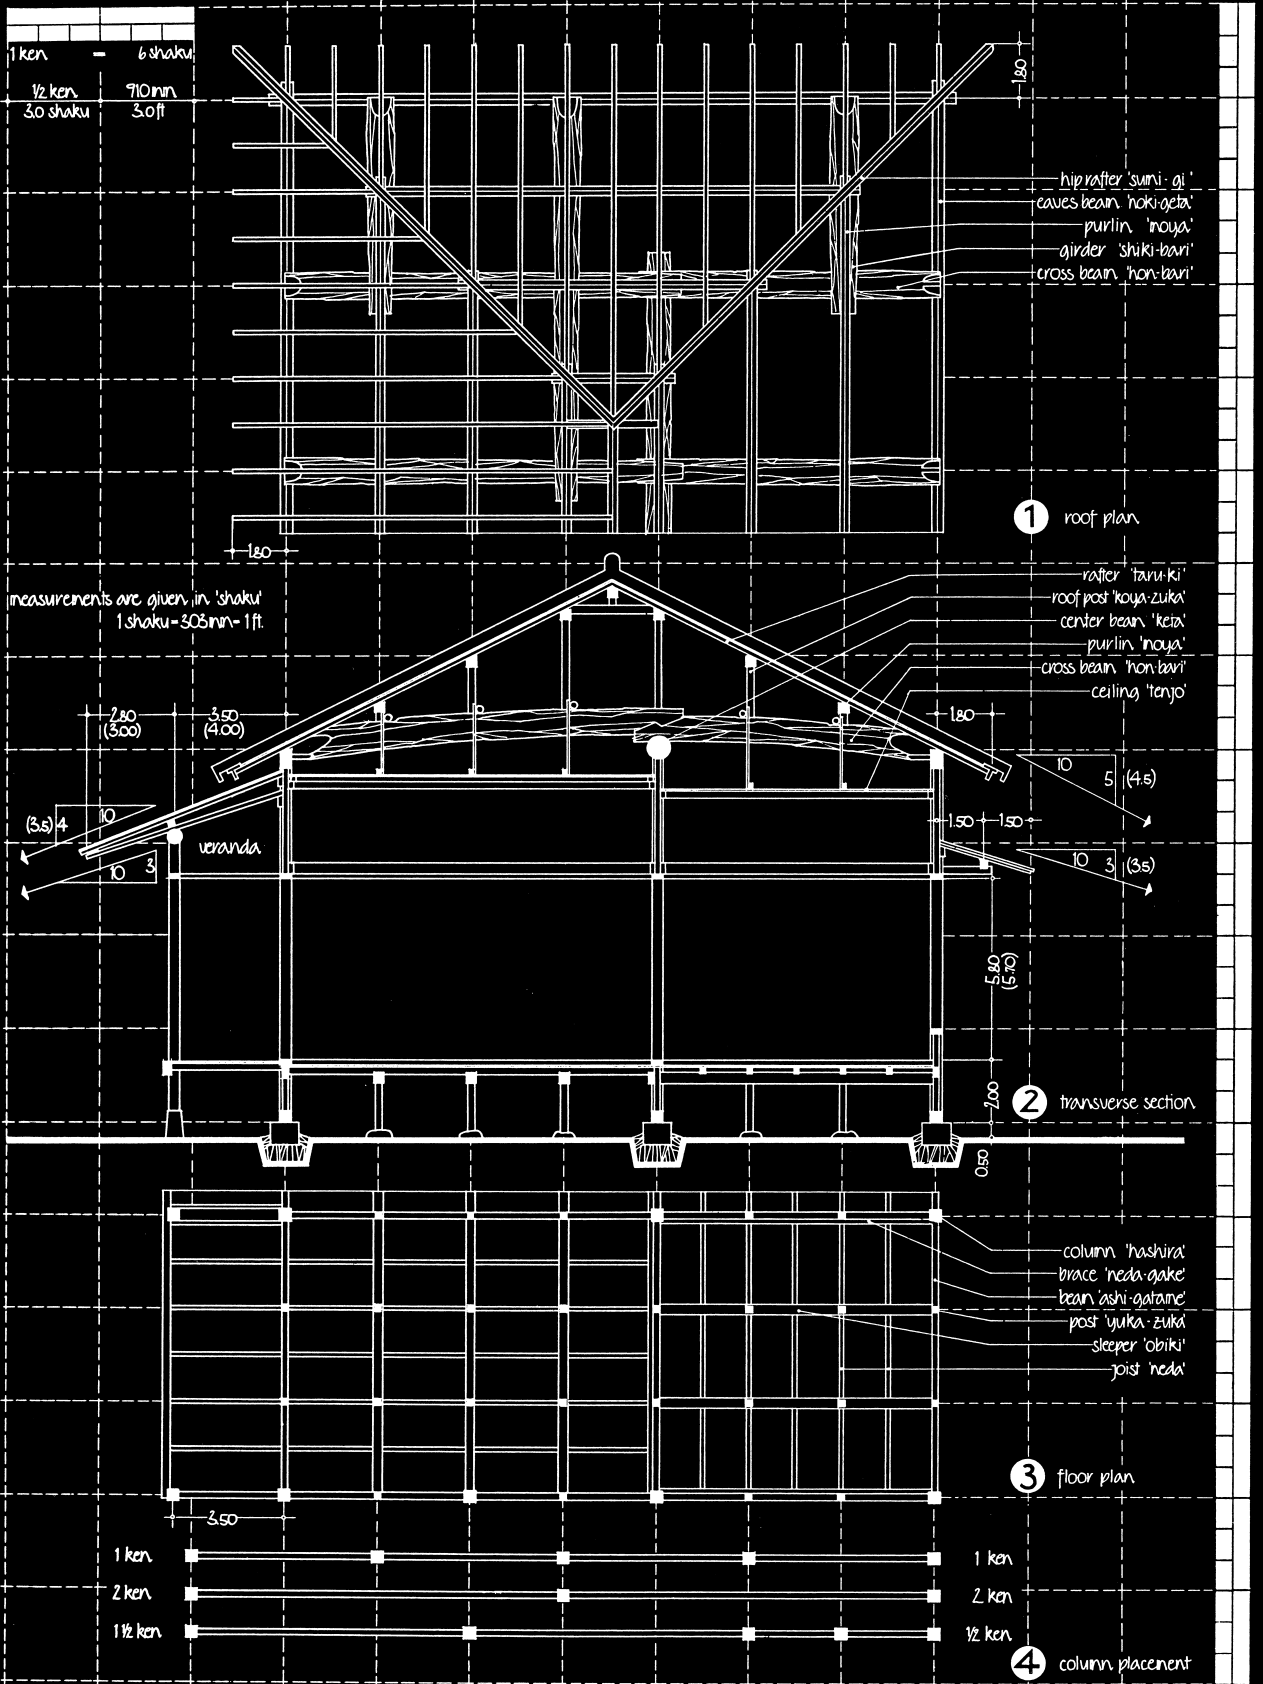 1 ken = 6 shaku
1/2 ken 910mm
3.0 shaku 3.0ft
1.80
hip rafter 'sumi-gi'
eaves beam 'noki-geta'
purlin 'moya'
girder 'shiki-bari'
cross beam 'hon-bari'
1 roof plan
1.80
measurements are given in 'shaku'
1 shaku = 303mm = 1 ft.
rafter 'taru-ki'
roof post 'koya-zuka'
center beam 'keta'
purlin 'moya'
cross beam 'hon-bari'
ceiling 'tenjo'
2.80 3.50
(3.00) (4.00)
1.80
10 5 (4.5)
(3.5) 4 10
1.50 1.50
veranda
10 3
10 3 (3.5)
5.80
(5.70)
2.00
2 transverse section
0.50
column 'hashira'
brace 'neda-gake'
beam 'ashi-gatame'
post 'yuka-zuka'
sleeper 'obiki'
joist 'neda'
3 floor plan
3.50
1 ken 1 ken
2 ken 2 ken
1 1/2 ken 1/2 ken
4 column placement